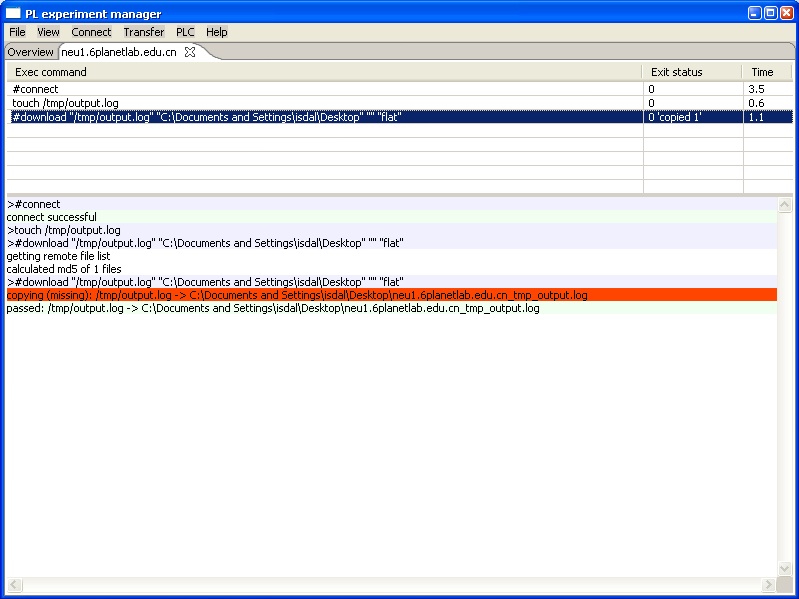 PL experiment manager
File View Connect Transfer PLC Help
Overview neu1.6planetlab.edu.cn
Exec command Exit status Time
#connect 0 3.5
touch /tmp/output.log 0 0.6
#download "/tmp/output.log" "C:\Documents and Settings\isdal\Desktop" "" "flat" 0 'copied 1' 1.1
>#connect
connect successful
>touch /tmp/output.log
>#download "/tmp/output.log" "C:\Documents and Settings\isdal\Desktop" "" "flat"
getting remote file list
calculated md5 of 1 files
>#download "/tmp/output.log" "C:\Documents and Settings\isdal\Desktop" "" "flat"
copying (missing): /tmp/output.log -> C:\Documents and Settings\isdal\Desktop\neu1.6planetlab.edu.cn_tmp_output.log
passed: /tmp/output.log -> C:\Documents and Settings\isdal\Desktop\neu1.6planetlab.edu.cn_tmp_output.log